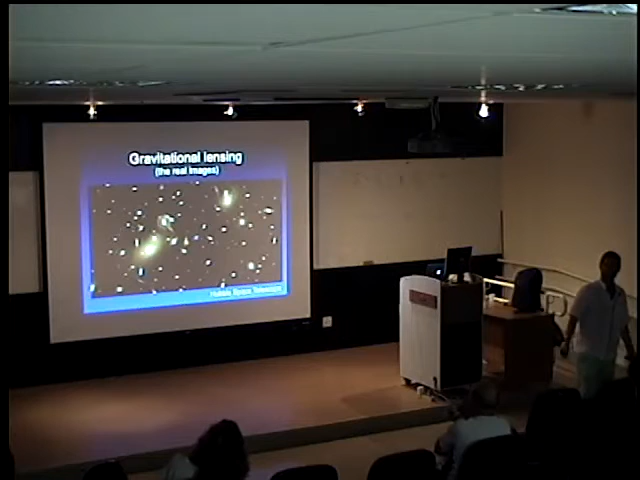 Gravitational lensing
(the real images)
Hubble Space Telescope